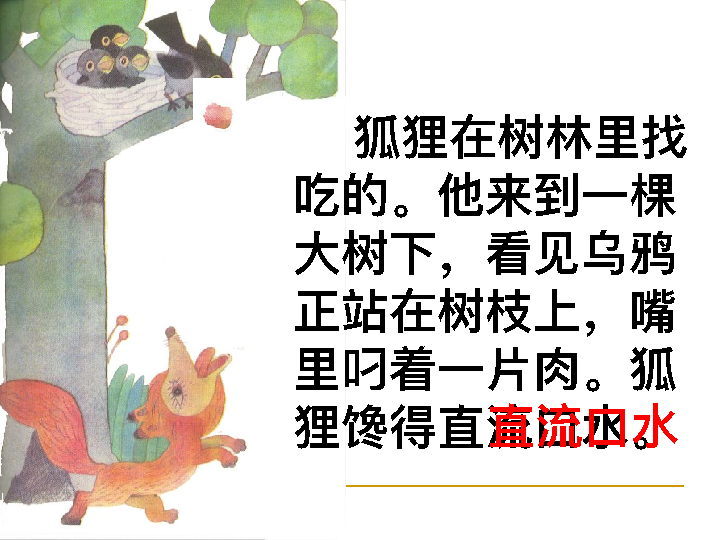 狐狸在树林里找
吃的。他来到一棵
大树下，看见乌鸦
正站在树枝上，嘴
里叼着一片肉。狐
狸馋得直流口水。
直流口水